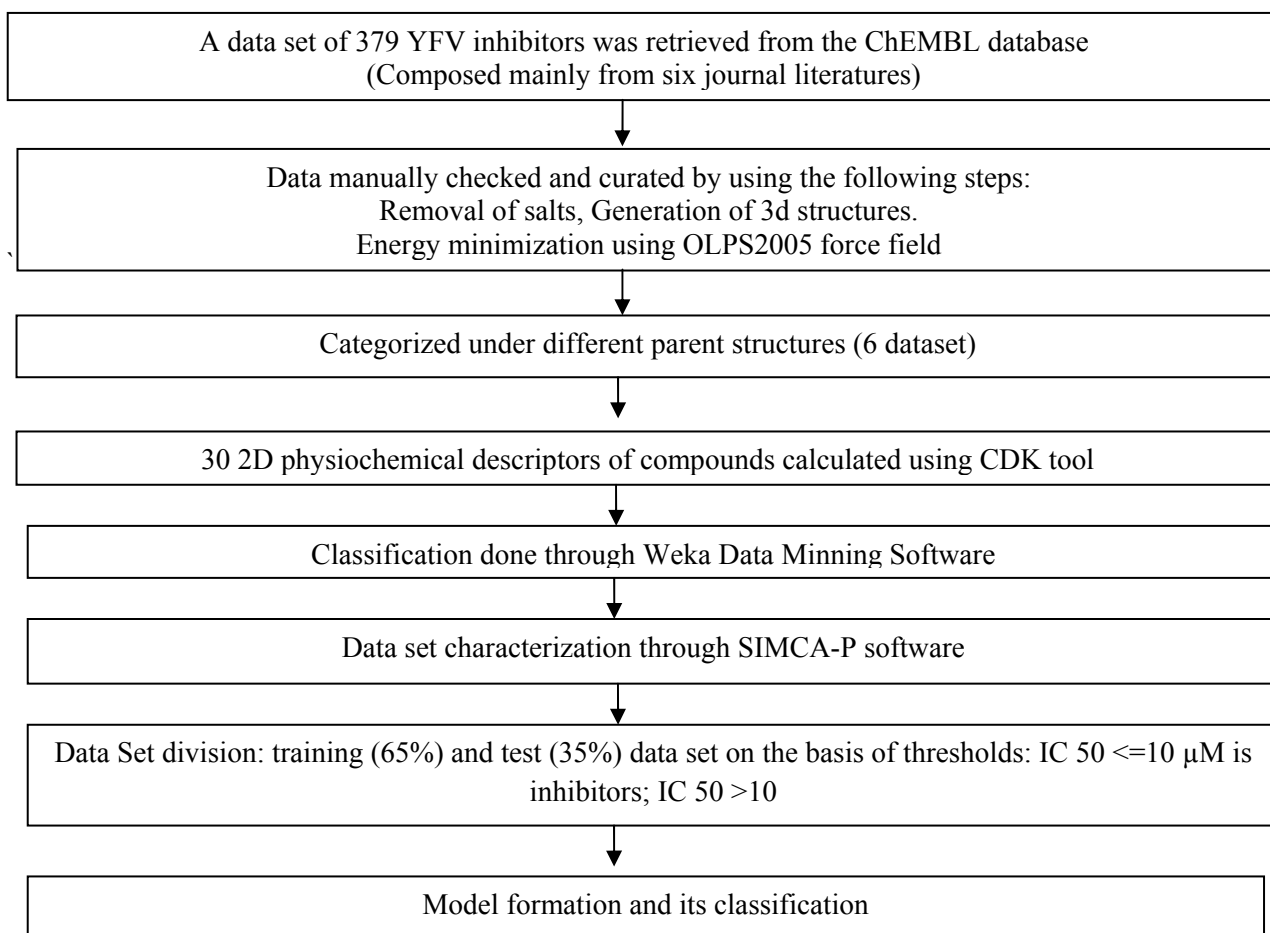 A data set of 379 YFV inhibitors was retrieved from the ChEMBL database
(Composed mainly from six journal literatures)
Data manually checked and curated by using the following steps:
Removal of salts, Generation of 3d structures.
Energy minimization using OLPS2005 force field
`
Categorized under different parent structures (6 dataset)
30 2D physiochemical descriptors of compounds calculated using CDK tool
Classification done through Weka Data Minning Software
Data set characterization through SIMCA-P software
Data Set division: training (65%) and test (35%) data set on the basis of thresholds: IC 50 <=10 µM is
inhibitors; IC 50 >10
Model formation and its classification